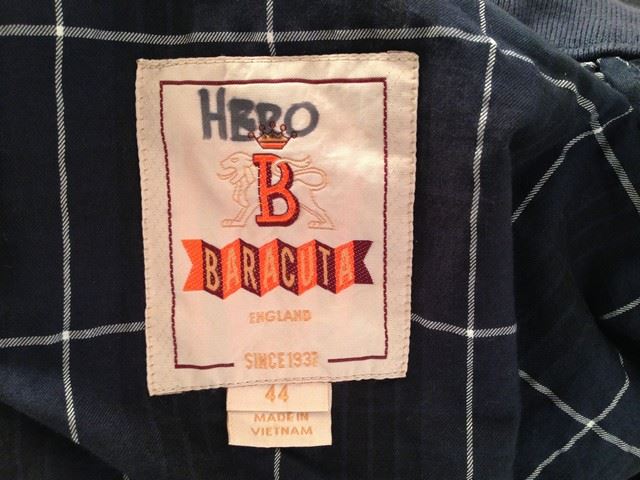 HERO
B
BARACUTA
ENGLAND
SINCE 1937
44
MADE IN
VIETNAM